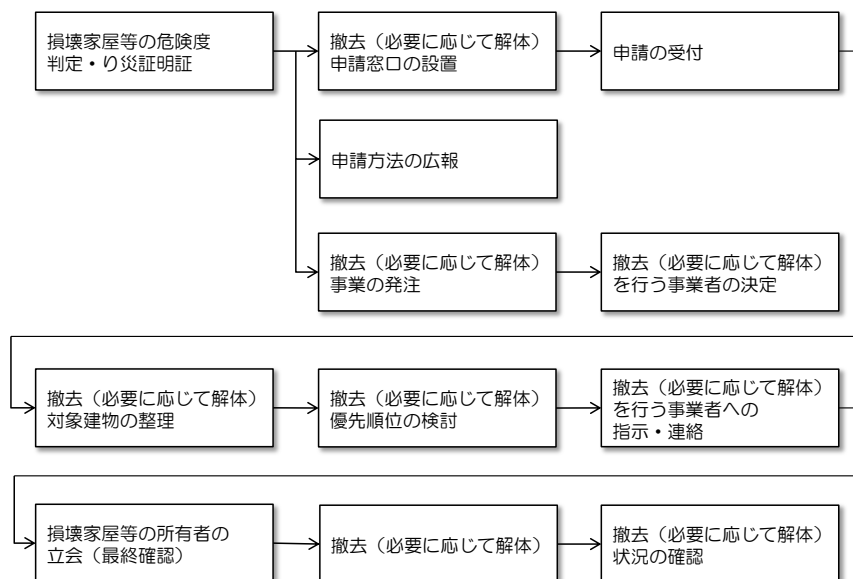 損壊家屋等の危険度
判定・り災証明証
撤去（必要に応じて解体）
申請窓口の設置
申請の受付
申請方法の広報
撤去（必要に応じて解体）
事業の発注
撤去（必要に応じて解体）
を行う事業者の決定
撤去（必要に応じて解体）
対象建物の整理
撤去（必要に応じて解体）
優先順位の検討
撤去（必要に応じて解体）
を行う事業者への
指示・連絡
損壊家屋等の所有者の
立会（最終確認）
撤去（必要に応じて解体）
撤去（必要に応じて解体）
状況の確認